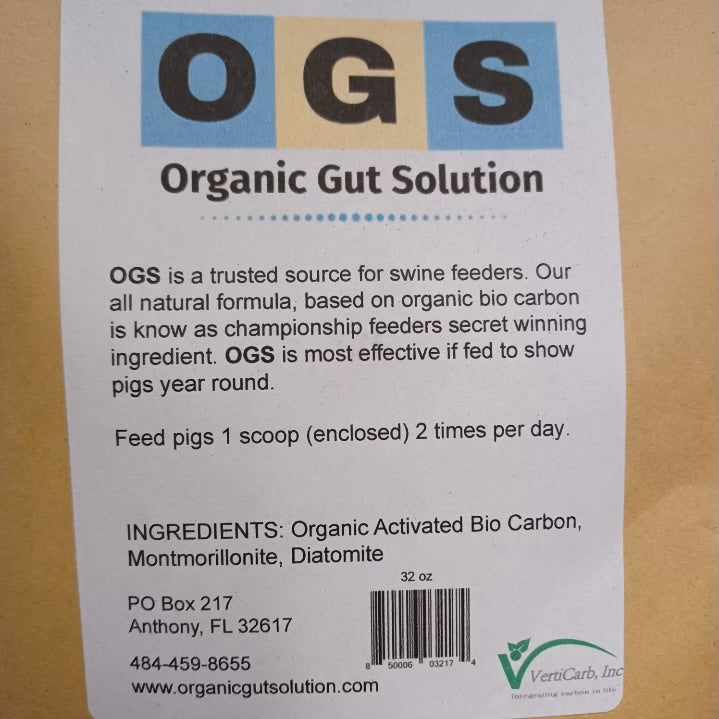 OGS
Organic Gut Solution
OGS is a trusted source for swine feeders. Our
all natural formula, based on organic bio carbon
is know as championship feeders secret winning
ingredient. OGS is most effective if fed to show
pigs year round.
Feed pigs 1 scoop (enclosed) 2 times per day.
INGREDIENTS: Organic Activated Bio Carbon,
Montmorillonite, Diatomite
32 oz
PO Box 217
Anthony, FL 32617
484-459-8655
www.organicgutsolution.com
8 50006 03217 4
VertiCarb, Inc
Integrating carbon to life